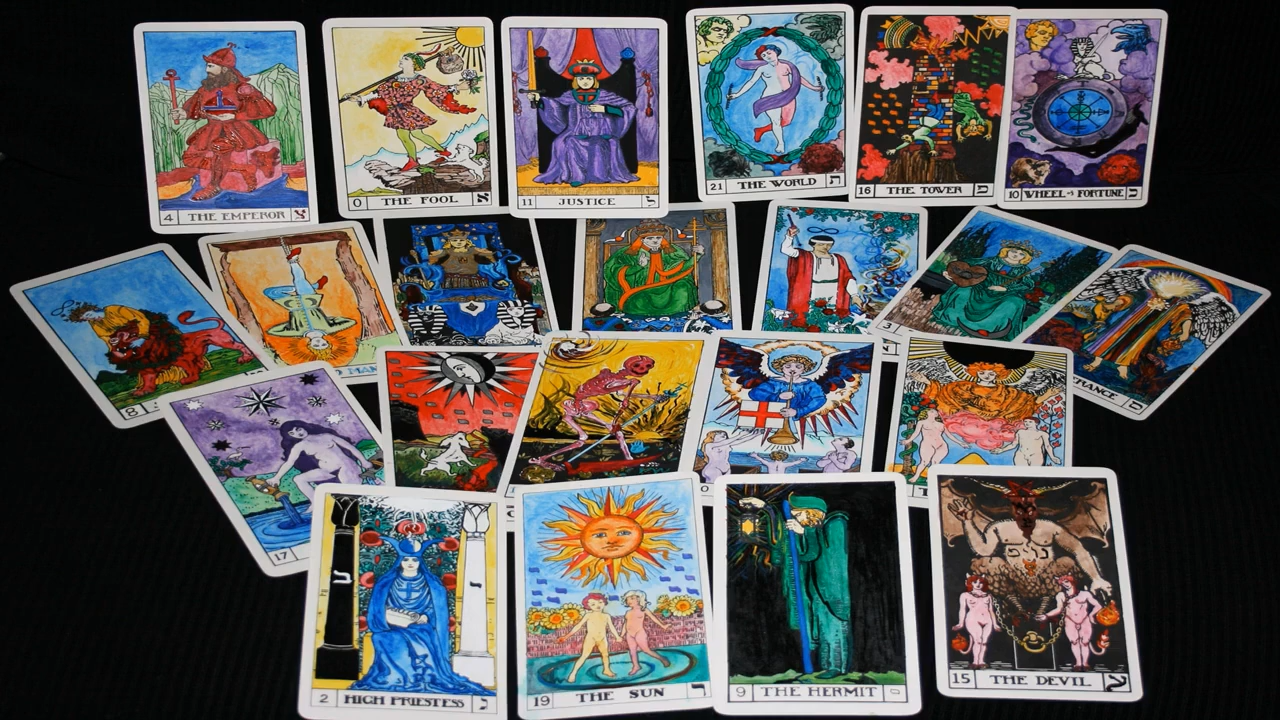 4 THE EMPEROR צ
0 THE FOOL א
11 JUSTICE ל
21 THE WORLD ת
16 THE TOWER פ
10 WHEEL of FORTUNE כ
8
3
17
2 HIGH PRIESTESS ג
ב
י
19 THE SUN ר
9 THE HERMIT י
15 THE DEVIL ע